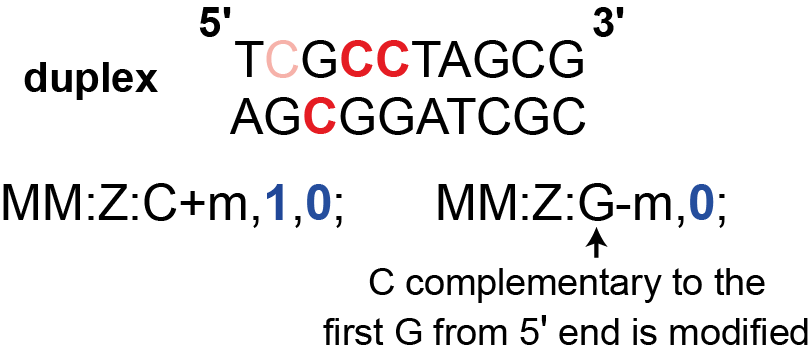 5' 3'
duplex
TCGCCTAGCG
AGCGGATCGC
MM:Z:C+m,1,0; MM:Z:G-m,0;
C complementary to the
first G from 5' end is modified